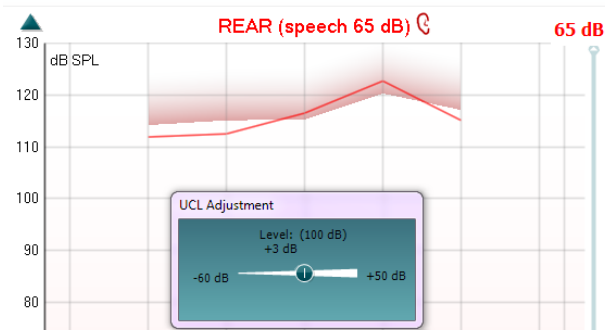 REAR (speech 65 dB)
65 dB
130
dB SPL
120
110
100
90
80
UCL Adjustment
Level: (100 dB)
+3 dB
-60 dB
+50 dB